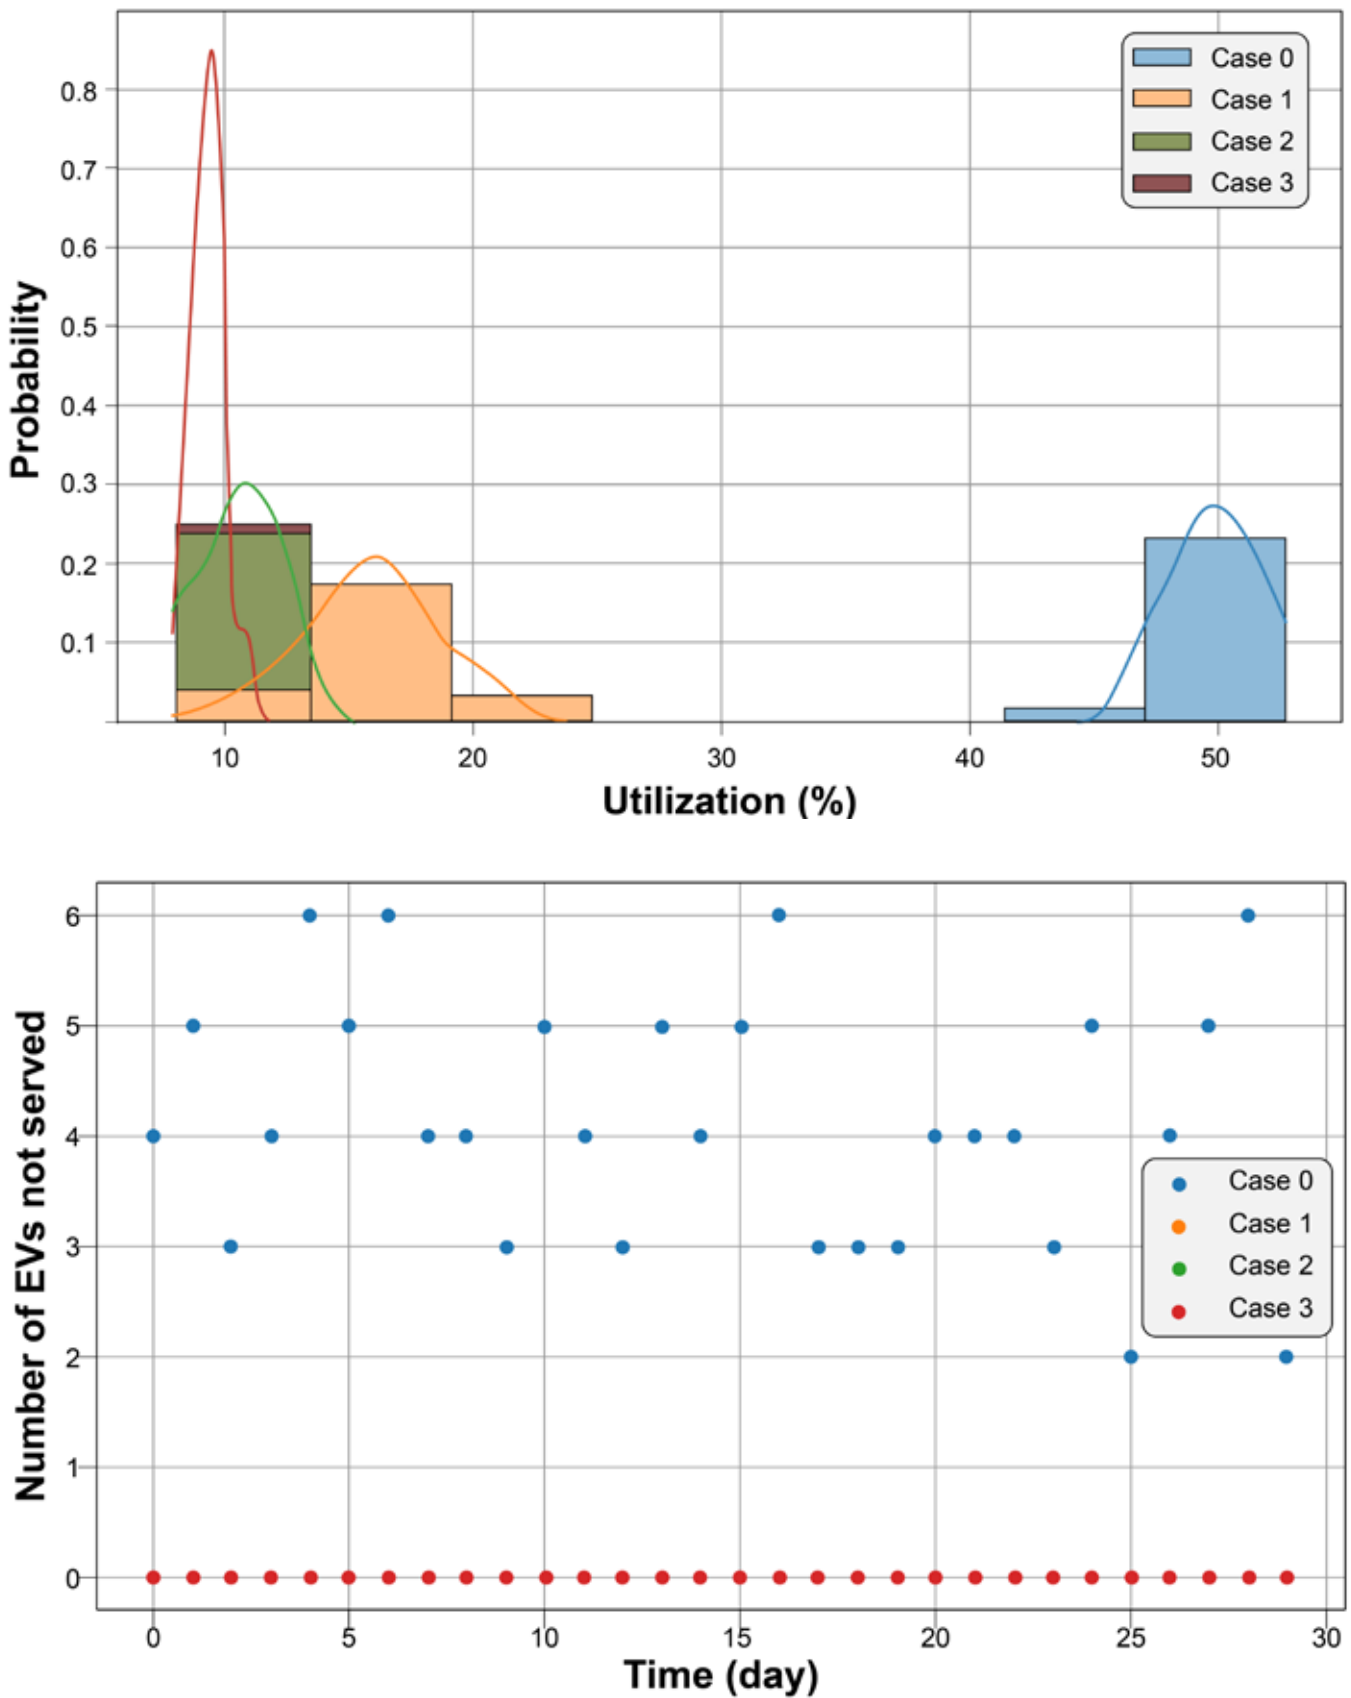 0.8
0.7
0.6
0.5
0.4
0.3
0.2
0.1
Probability
Case 0
Case 1
Case 2
Case 3
10 20 30 40 50
Utilization (%)
6
5
4
3
2
1
0
Number of EVs not served
Case 0
Case 1
Case 2
Case 3
0 5 10 15 20 25 30
Time (day)